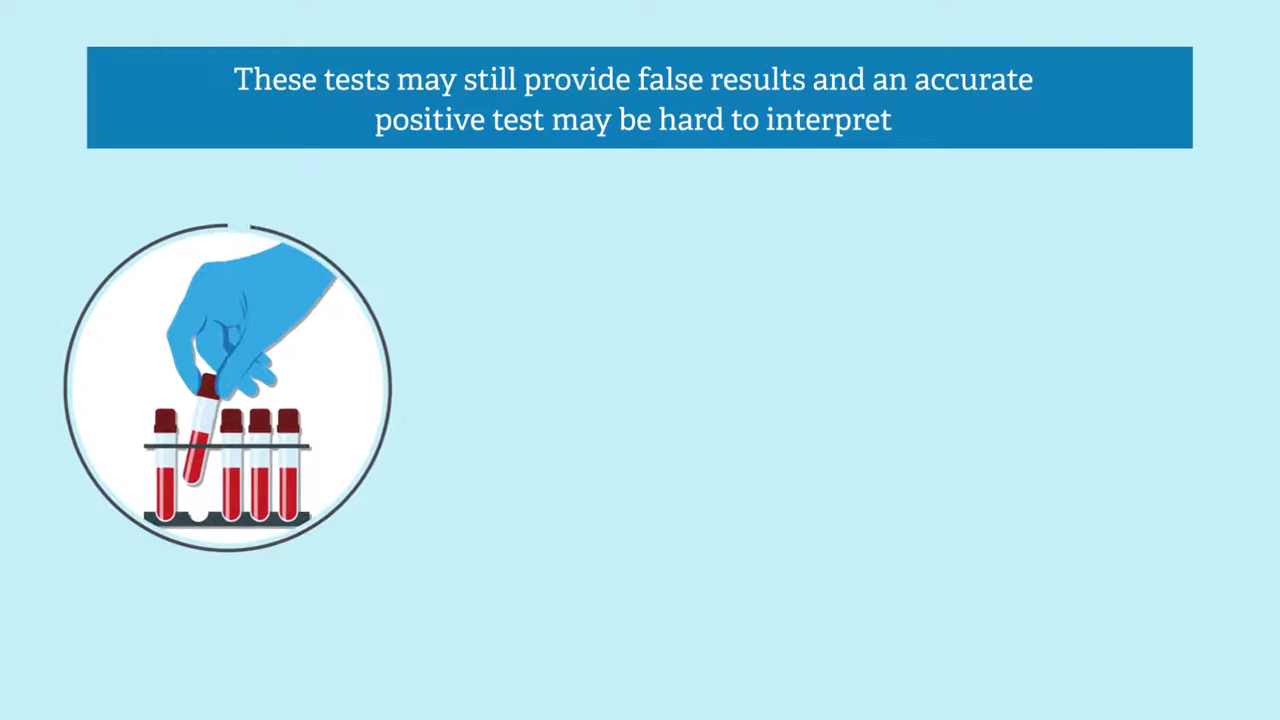 These tests may still provide false results and an accurate
positive test may be hard to interpret